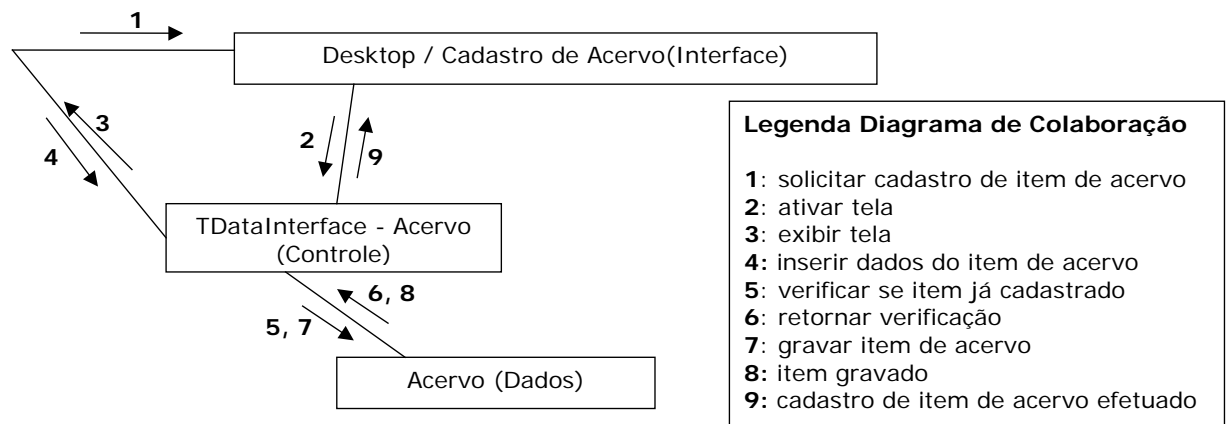 1
Desktop / Cadastro de Acervo(Interface)
3
4
2
9
TDataInterface - Acervo
(Controle)
6, 8
5, 7
Acervo (Dados)
Legenda Diagrama de Colaboração
1: solicitar cadastro de item de acervo
2: ativar tela
3: exibir tela
4: inserir dados do item de acervo
5: verificar se item já cadastrado
6: retornar verificação
7: gravar item de acervo
8: item gravado
9: cadastro de item de acervo efetuado